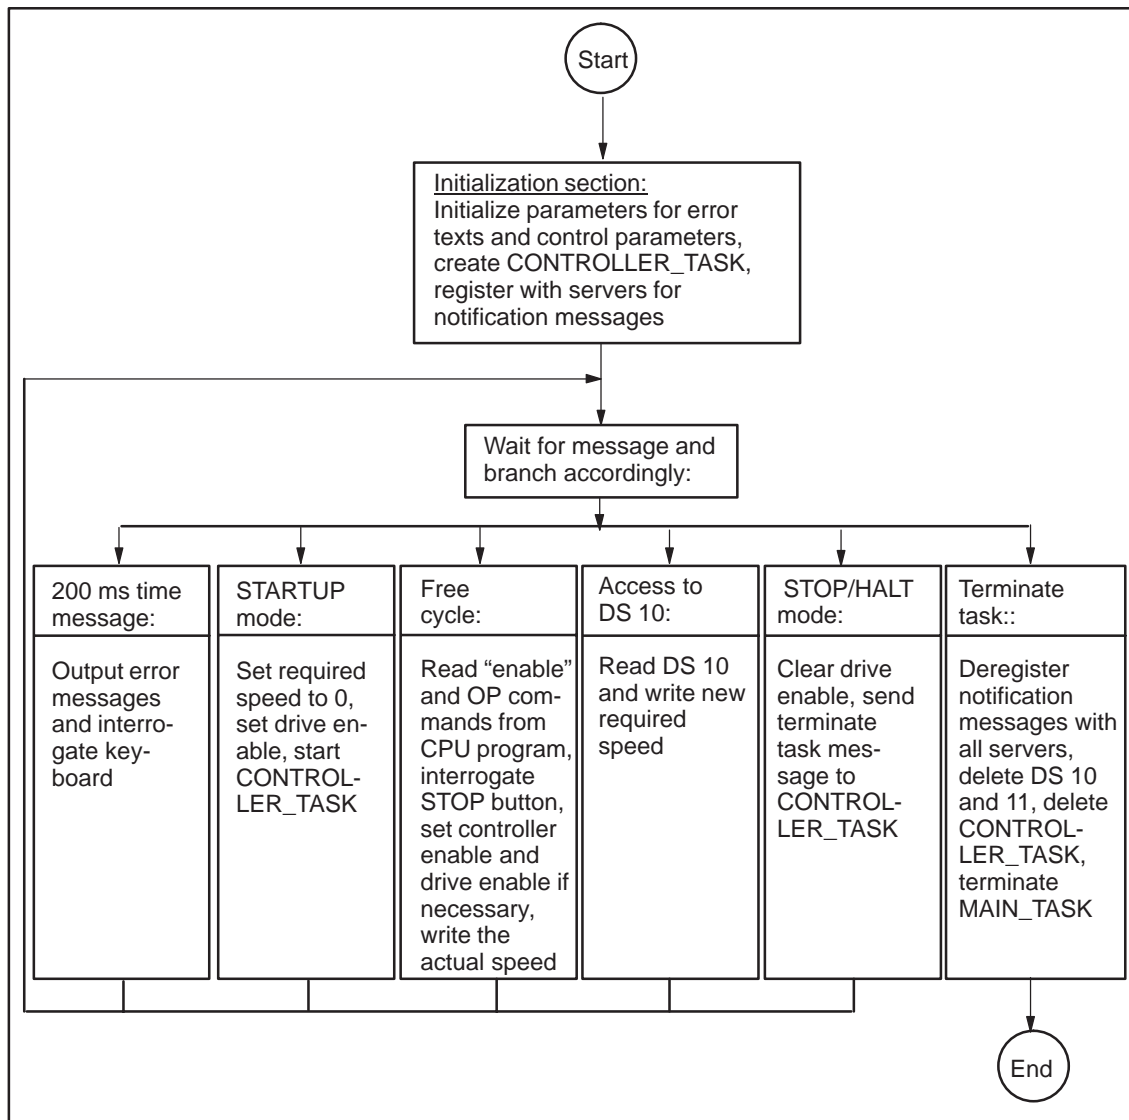 Start
Initialization section:
Initialize parameters for error
texts and control parameters,
create CONTROLLER_TASK,
register with servers for
notification messages
Wait for message and
branch accordingly:
200 ms time
message:
Output error
messages
and interro-
gate key-
board
STARTUP
mode:
Set required
speed to 0,
set drive en-
able, start
CONTROL-
LER_TASK
Free
cycle:
Read “enable”
and OP com-
mands from
CPU program,
interrogate
STOP button,
set controller
enable and
drive enable if
necessary,
write the
actual speed
Access to
DS 10:
Read DS 10
and write new
required
speed
STOP/HALT
mode:
Clear drive
enable, send
terminate
task mes-
sage to
CONTROL-
LER_TASK
Terminate
task::
Deregister
notification
messages with
all servers,
delete DS 10
and 11, delete
CONTROL-
LER_TASK,
terminate
MAIN_TASK
End